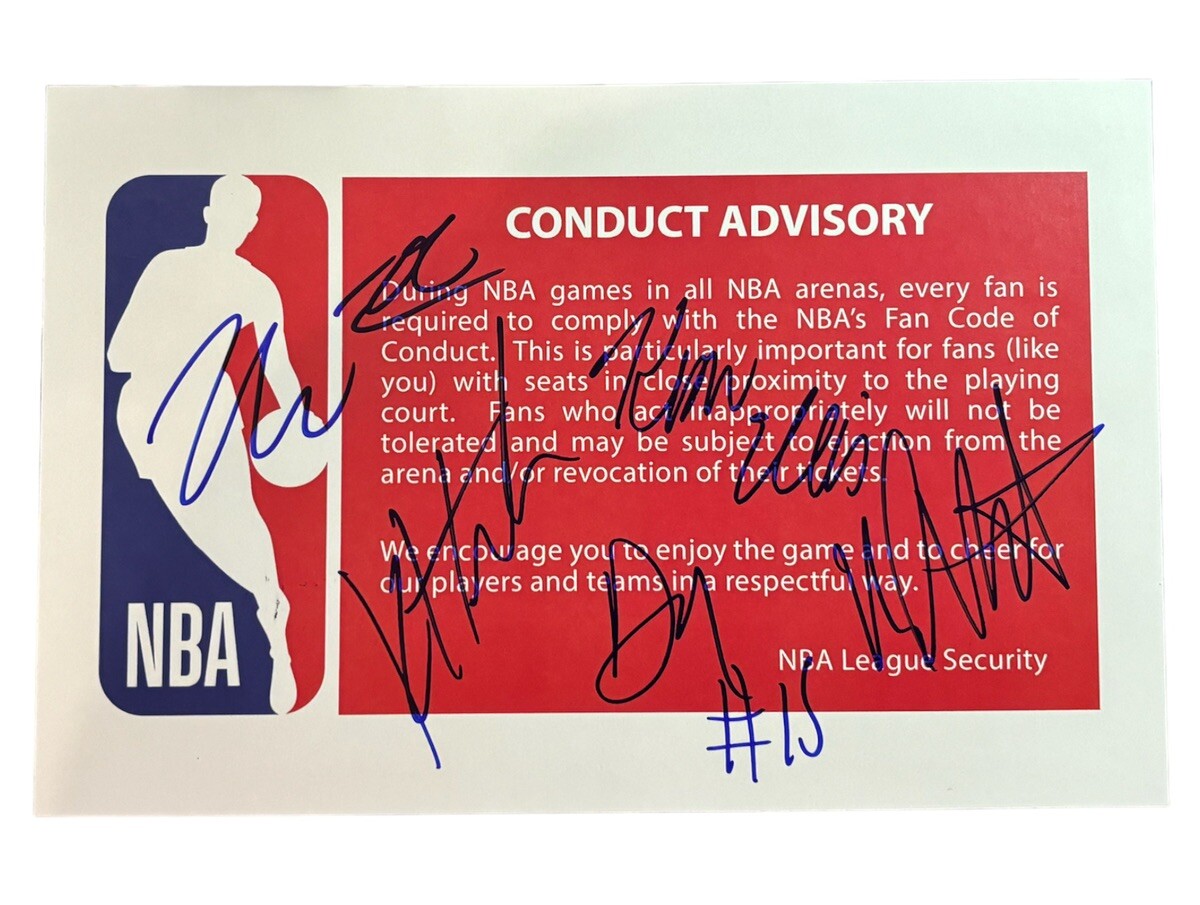 CONDUCT ADVISORY
During NBA games in all NBA arenas, every fan is
required to comply with the NBA's Fan Code of
Conduct. This is particularly important for fans (like
you) with seats in close proximity to the playing
court. Fans who act inappropriately will not be
tolerated and may be subject to ejection from the
arena and/or revocation of their tickets.
We encourage you to enjoy the game and to cheer for
our players and teams in a respectful way.
NBA League Security
NBA
#15